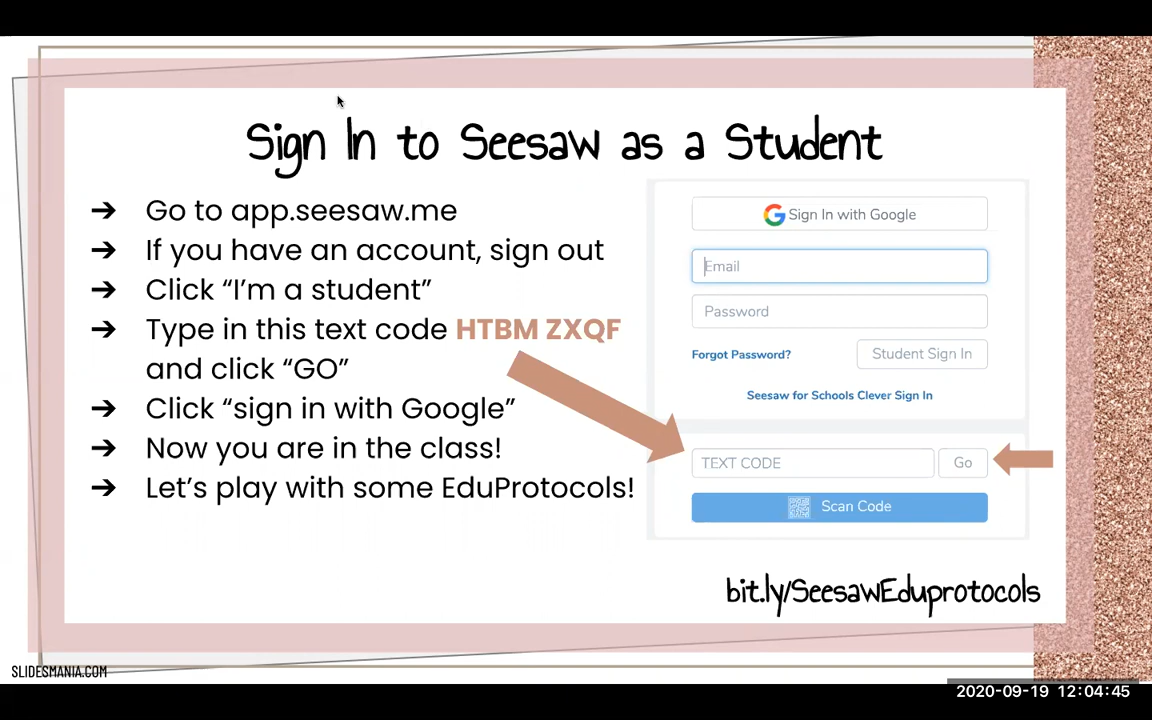 Sign In to Seesaw as a Student
➔ Go to app.seesaw.me
➔ If you have an account, sign out
➔ Click “I’m a student”
➔ Type in this text code HTBM ZXQF
and click “GO”
➔ Click “sign in with Google”
➔ Now you are in the class!
➔ Let’s play with some EduProtocols!
Sign In with Google
Email
Password
Forgot Password?
Student Sign In
Seesaw for Schools Clever Sign In
TEXT CODE
Go
Scan Code
bit.ly/SeesawEduprotocols
SLIDESMANIA.COM
2020-09-19 12:04:45